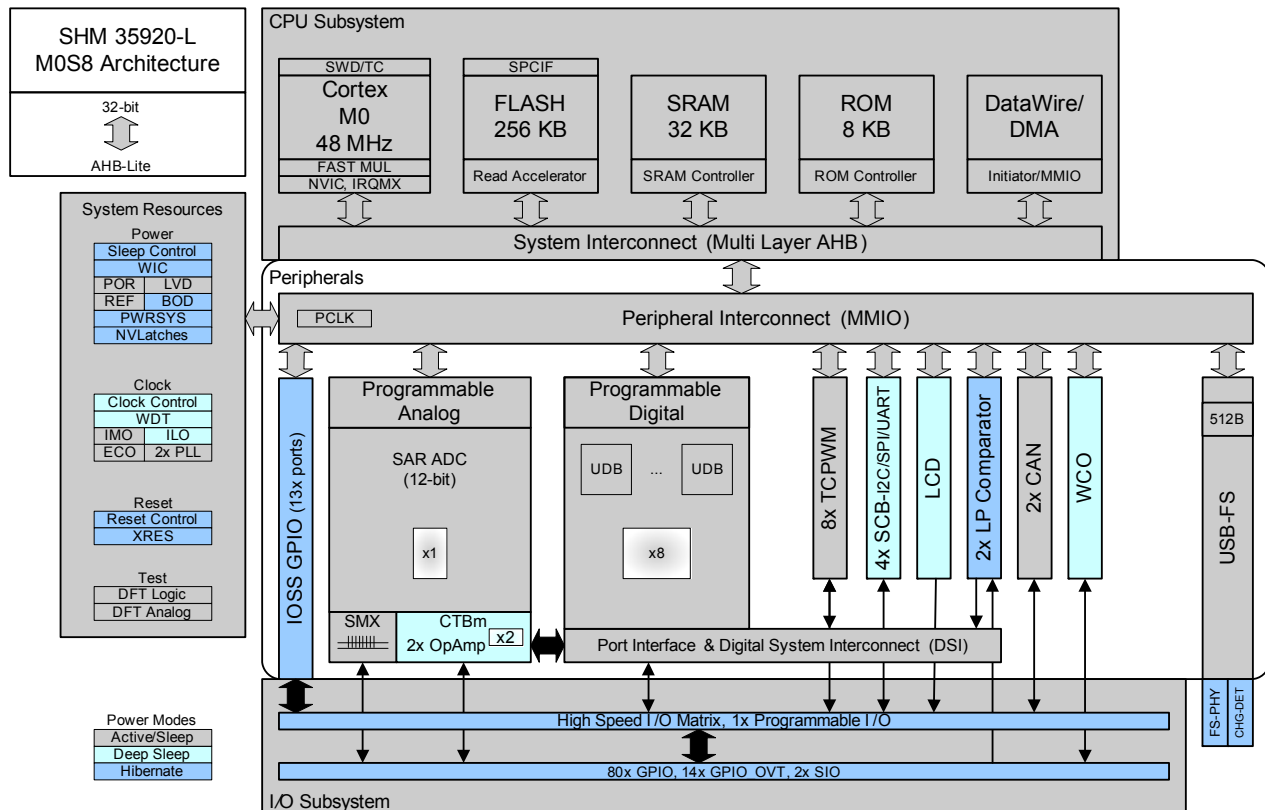 SHM 35920-L
M0S8 Architecture
32-bit
AHB-Lite
CPU Subsystem
SWD/TC
Cortex
M0
48 MHz
FAST MUL
NVIC, IRQMX
SPCIF
FLASH
256 KB
Read Accelerator
SRAM
32 KB
SRAM Controller
ROM
8 KB
ROM Controller
DataWire/
DMA
Initiator/MMIO
System Interconnect (Multi Layer AHB)
System Resources
Power
Sleep Control
WIC
POR LVD
REF BOD
PWRSYS
NVLatches
Clock
Clock Control
WDT
IMO ILO
ECO 2x PLL
Reset
Reset Control
XRES
Test
DFT Logic
DFT Analog
Peripherals
PCLK
Peripheral Interconnect (MMIO)
IOSS GPIO (13x ports)
Programmable
Analog
SAR ADC
(12-bit)
x1
SMX
CTBm
2x OpAmp
x2
Programmable
Digital
UDB ... UDB
x8
Port Interface & Digital System Interconnect (DSI)
8x TCPWM
4x SCB-I2C/SPI/UART
LCD
2x LP Comparator
2x CAN
WCO
512B
USB-FS
FS-PHY
CHG-DET
Power Modes
Active/Sleep
Deep Sleep
Hibernate
High Speed I/O Matrix, 1x Programmable I/O
80x GPIO, 14x GPIO_OVT, 2x SIO
I/O Subsystem